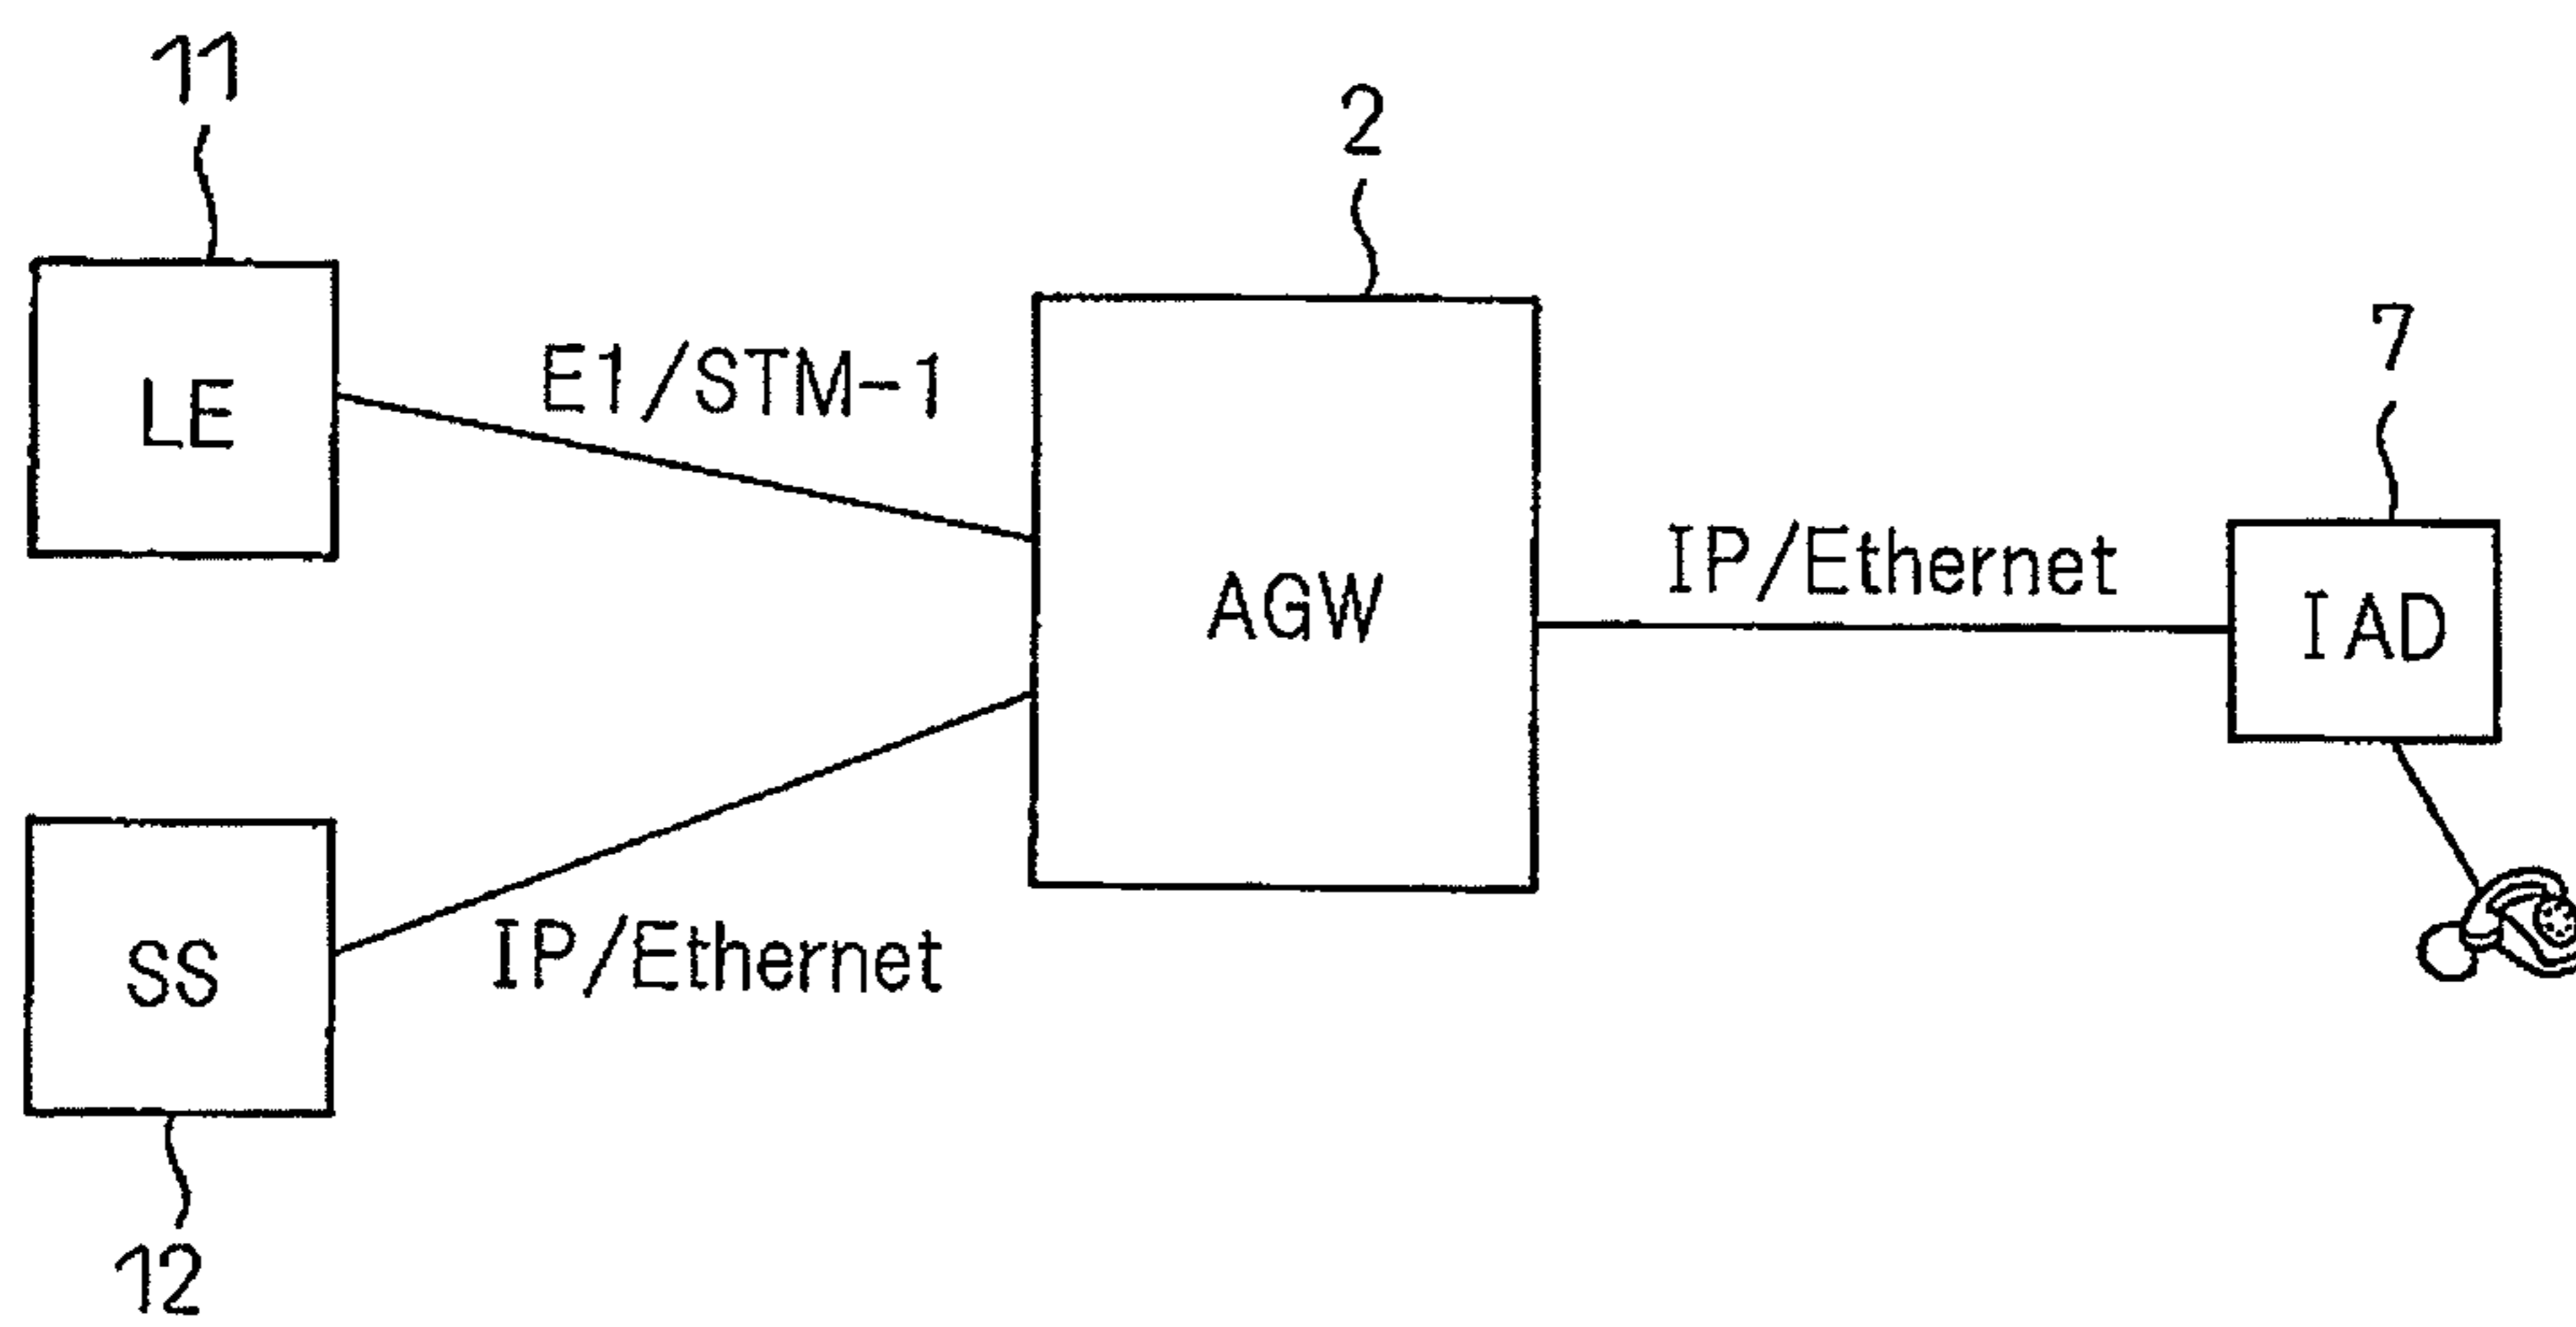 11
2
7
LE
E1/STM-1
AGW
IP/Ethernet
IAD
SS
IP/Ethernet
12